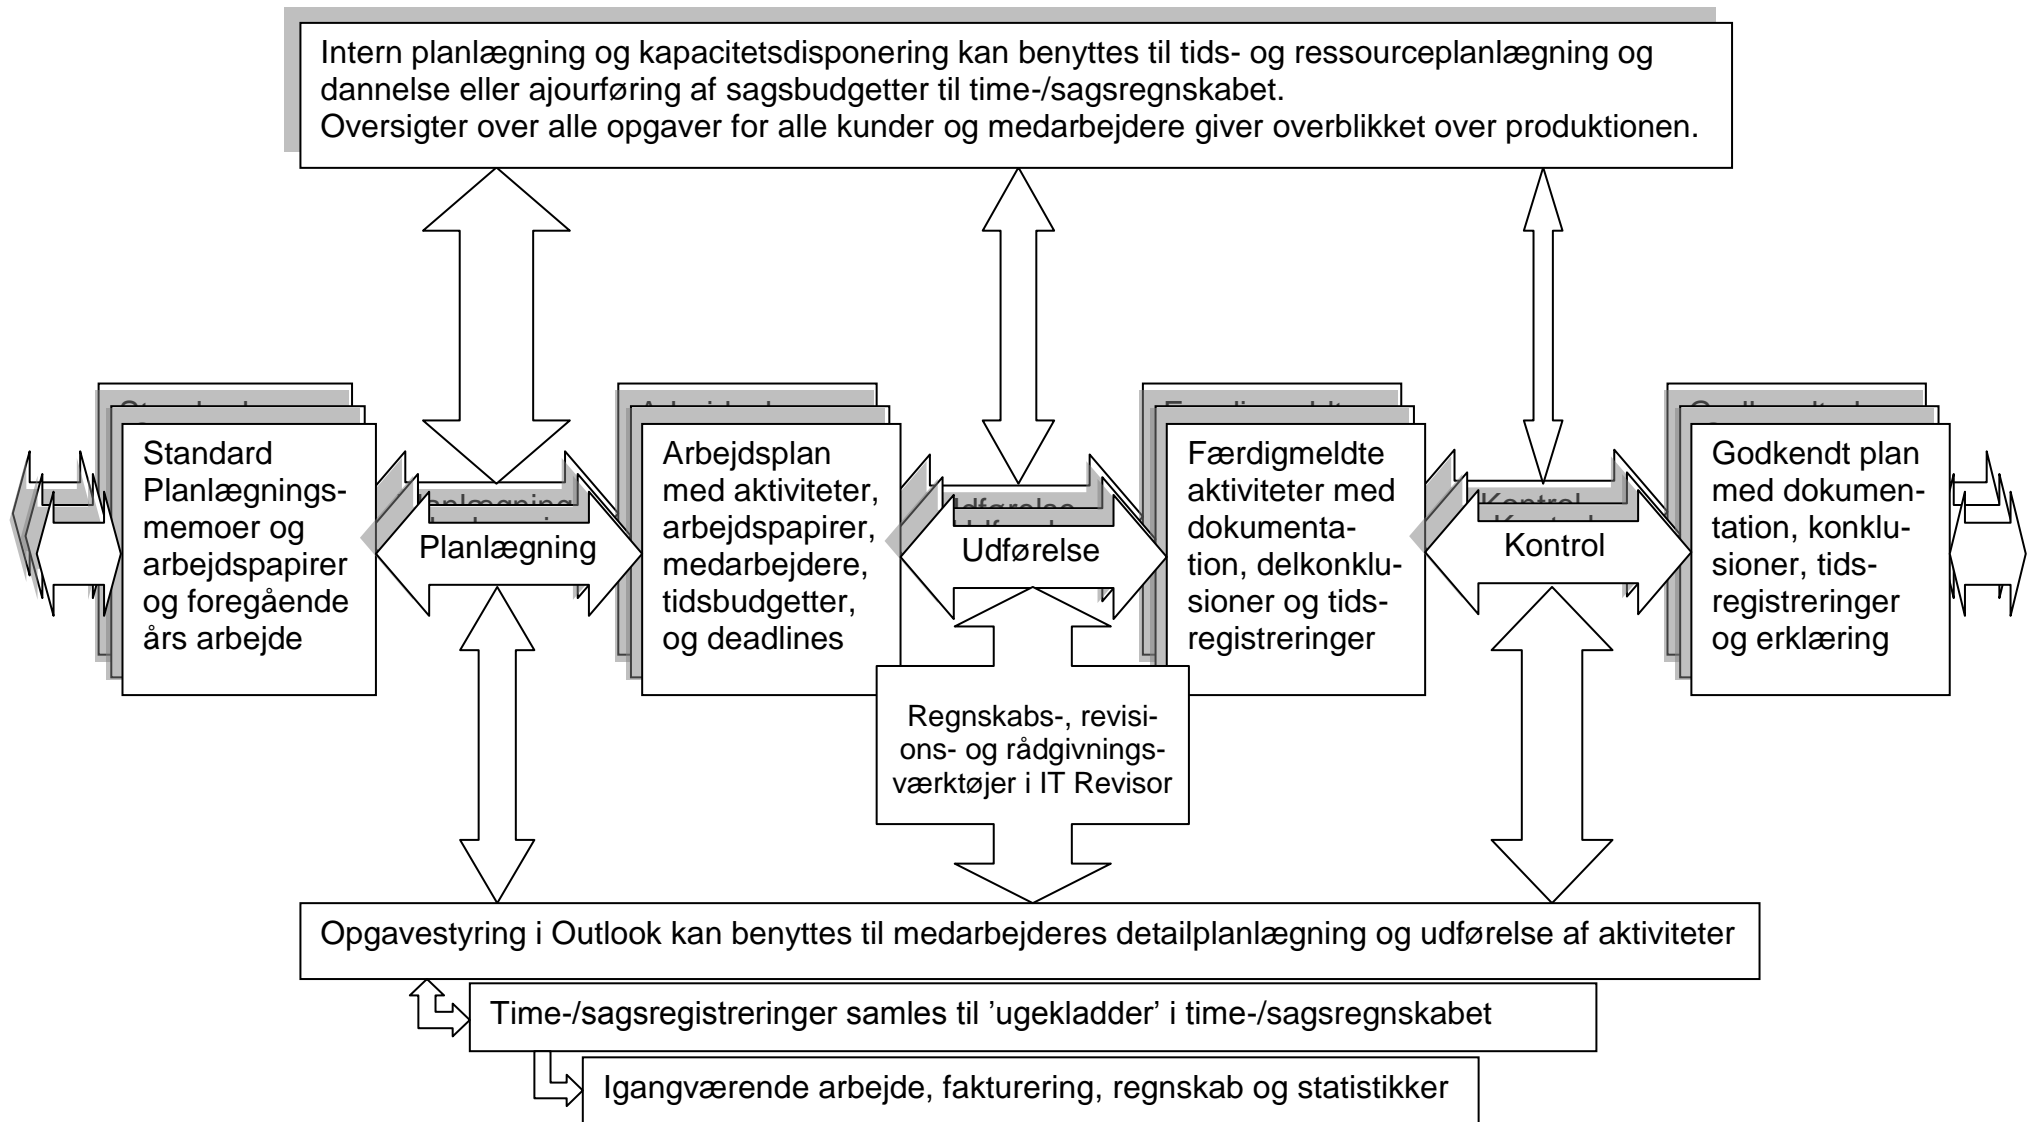 Intern planlægning og kapacitetsdisponering kan benyttes til tids- og ressourceplanlægning og
dannelse eller ajourføring af sagsbudgetter til time-/sagsregnskabet.
Oversigter over alle opgaver for alle kunder og medarbejdere giver overblikket over produktionen.
Standard
Planlægnings-
memoer og
arbejdspapirer
og foregående
års arbejde
Planlægning
Arbejdsplan
med aktiviteter,
arbejdspapirer,
medarbejdere,
tidsbudgetter,
og deadlines
Udførelse
Færdigmeldte
aktiviteter med
dokumenta-
tion, delkonklu-
sioner og tids-
registreringer
Kontrol
Godkendt plan
med dokumen-
tation, konklu-
sioner, tids-
registreringer
og erklæring
Regnskabs-, revisi-
ons- og rådgivnings-
værktøjer i IT Revisor
Opgavestyring i Outlook kan benyttes til medarbejderes detailplanlægning og udførelse af aktiviteter
Time-/sagsregistreringer samles til ’ugekladder’ i time-/sagsregnskabet
Igangværende arbejde, fakturering, regnskab og statistikker